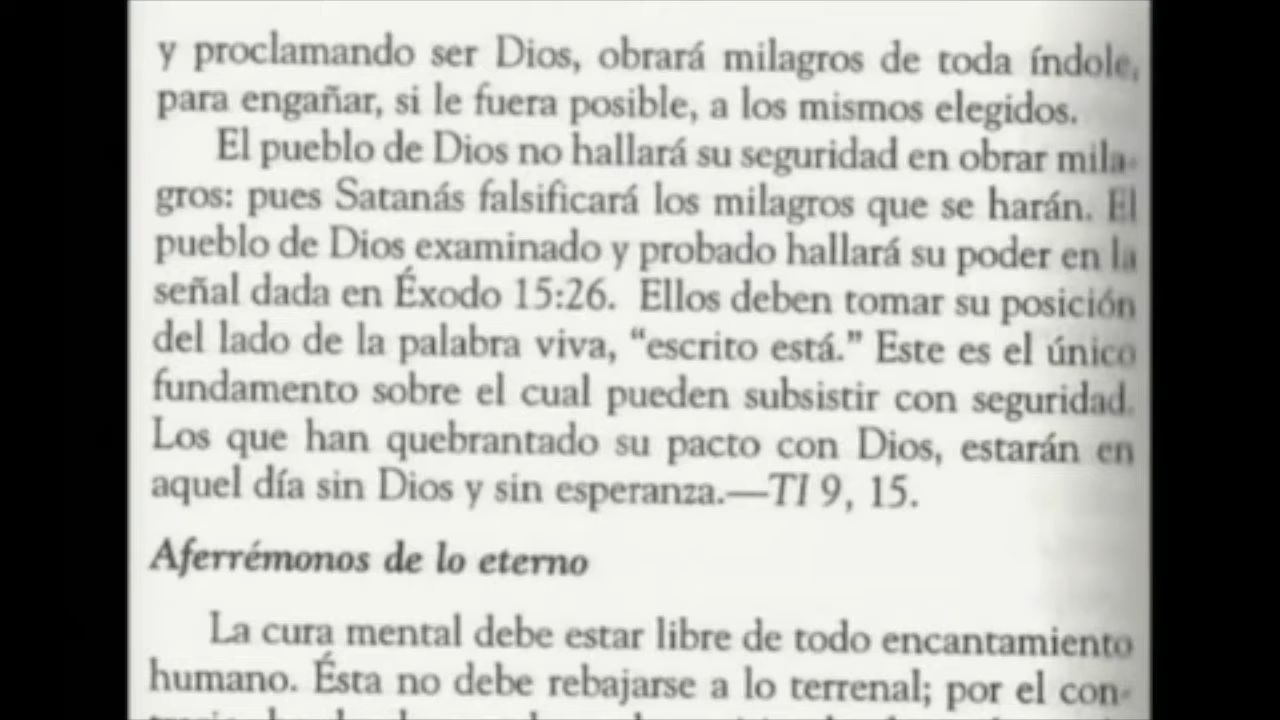 y proclamando ser Dios, obrará milagros de toda índole,
para engañar, si le fuera posible, a los mismos elegidos.
El pueblo de Dios no hallará su seguridad en obrar mila-
gros: pues Satanás falsificará los milagros que se harán. El
pueblo de Dios examinado y probado hallará su poder en la
señal dada en Éxodo 15:26. Ellos deben tomar su posición
del lado de la palabra viva, “escrito está.” Este es el único
fundamento sobre el cual pueden subsistir con seguridad.
Los que han quebrantado su pacto con Dios, estarán en
aquel día sin Dios y sin esperanza.—TI 9, 15.
Aferrémonos de lo eterno
La cura mental debe estar libre de todo encantamiento
humano. Ésta no debe rebajarse a lo terrenal; por el con-